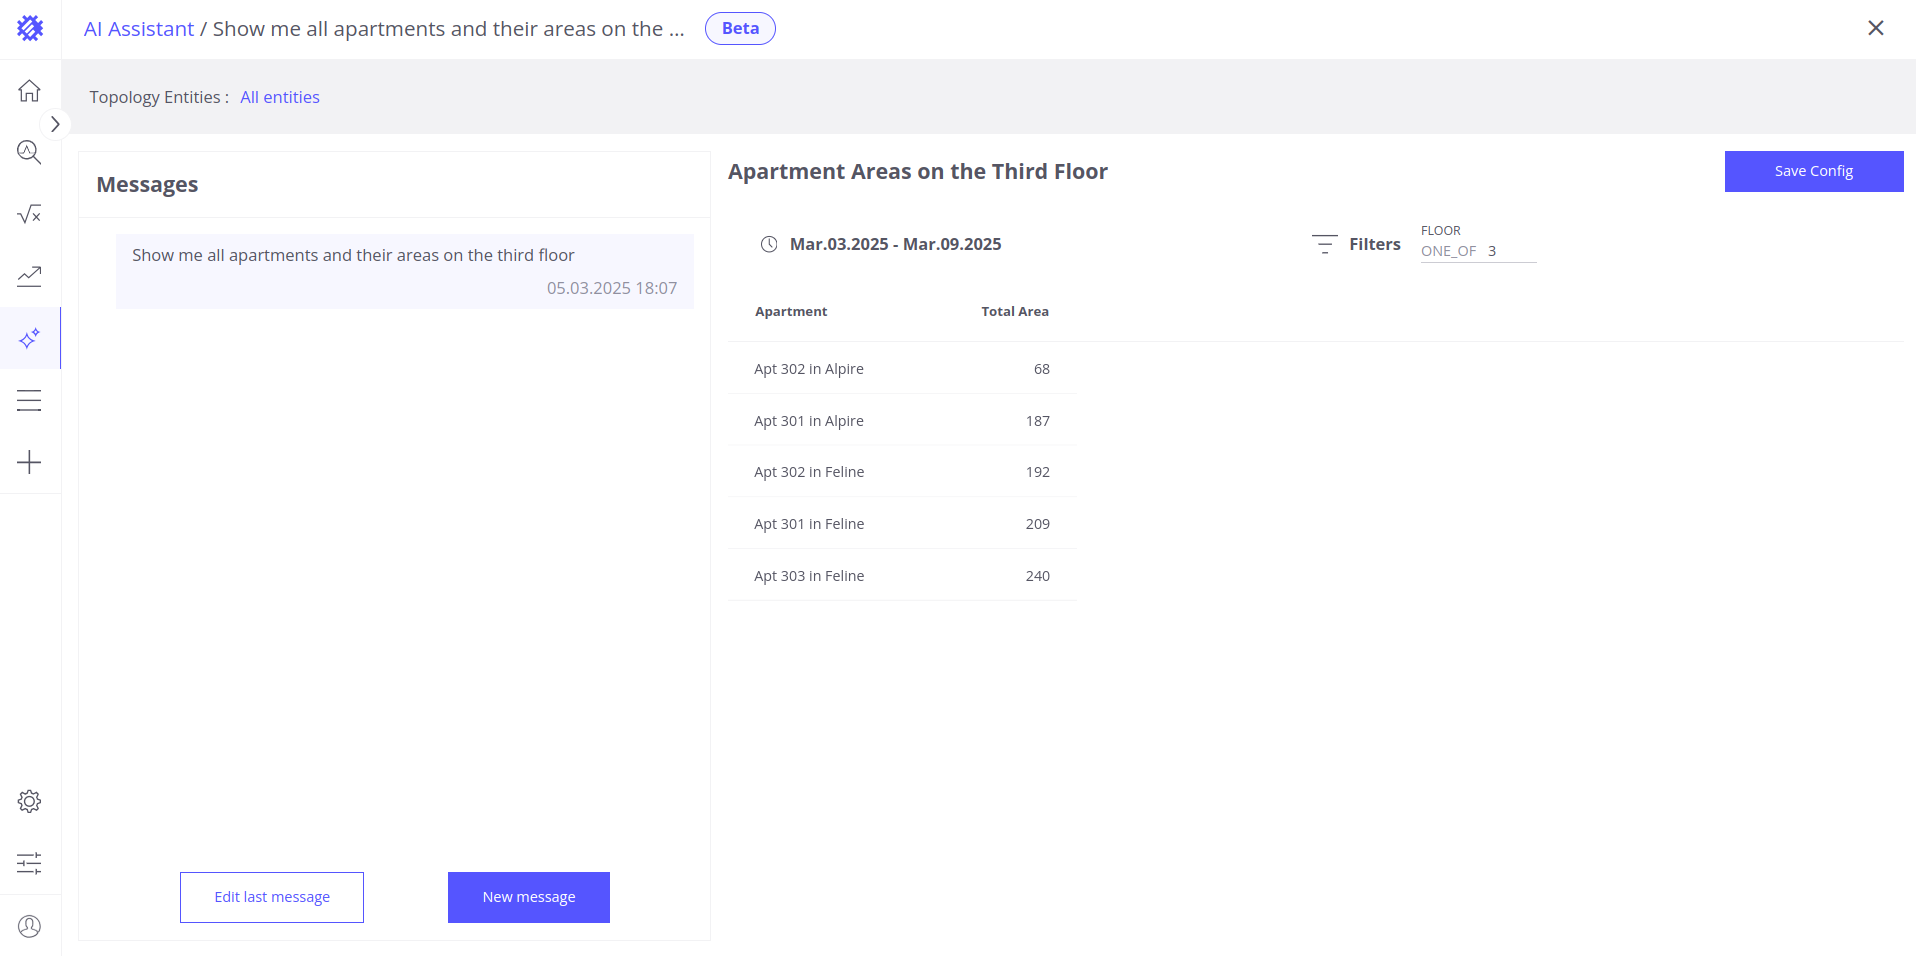 AI Assistant / Show me all apartments and their areas on the ...
Beta
Topology Entities : All entities
Messages
Show me all apartments and their areas on the third floor
05.03.2025 18:07
Edit last message
New message
Apartment Areas on the Third Floor
Save Config
Mar.03.2025 - Mar.09.2025
Filters
FLOOR
ONE_OF 3
Apartment Total Area
Apt 302 in Alpire 68
Apt 301 in Alpire 187
Apt 302 in Feline 192
Apt 301 in Feline 209
Apt 303 in Feline 240